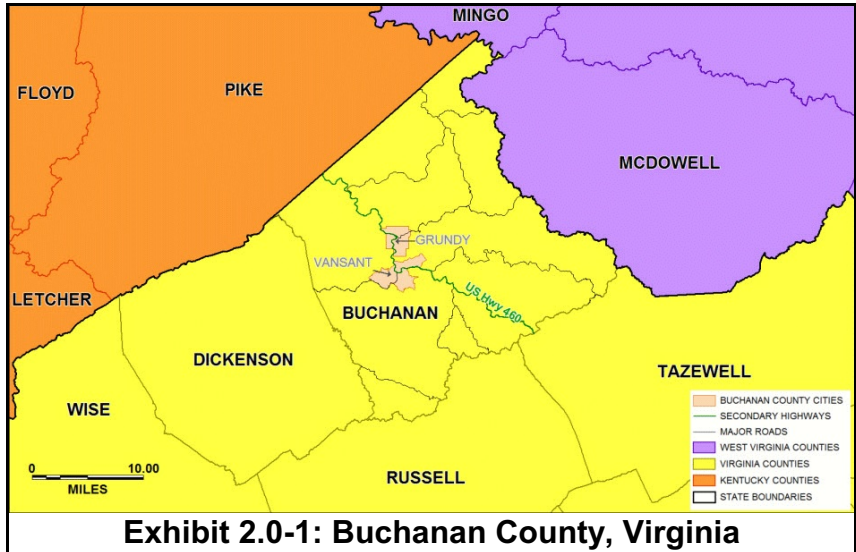 MINGO
FLOYD
PIKE
MCDOWELL
GRUNDY
VANSANT
US Hwy 460
LETCHER
BUCHANAN
DICKENSON
TAZEWELL
WISE
RUSSELL
0 10.00
MILES
BUCHANAN COUNTY CITIES
SECONDARY HIGHWAYS
MAJOR ROADS
WEST VIRGINIA COUNTIES
VIRGINIA COUNTIES
KENTUCKY COUNTIES
STATE BOUNDARIES
Exhibit 2.0-1: Buchanan County, Virginia